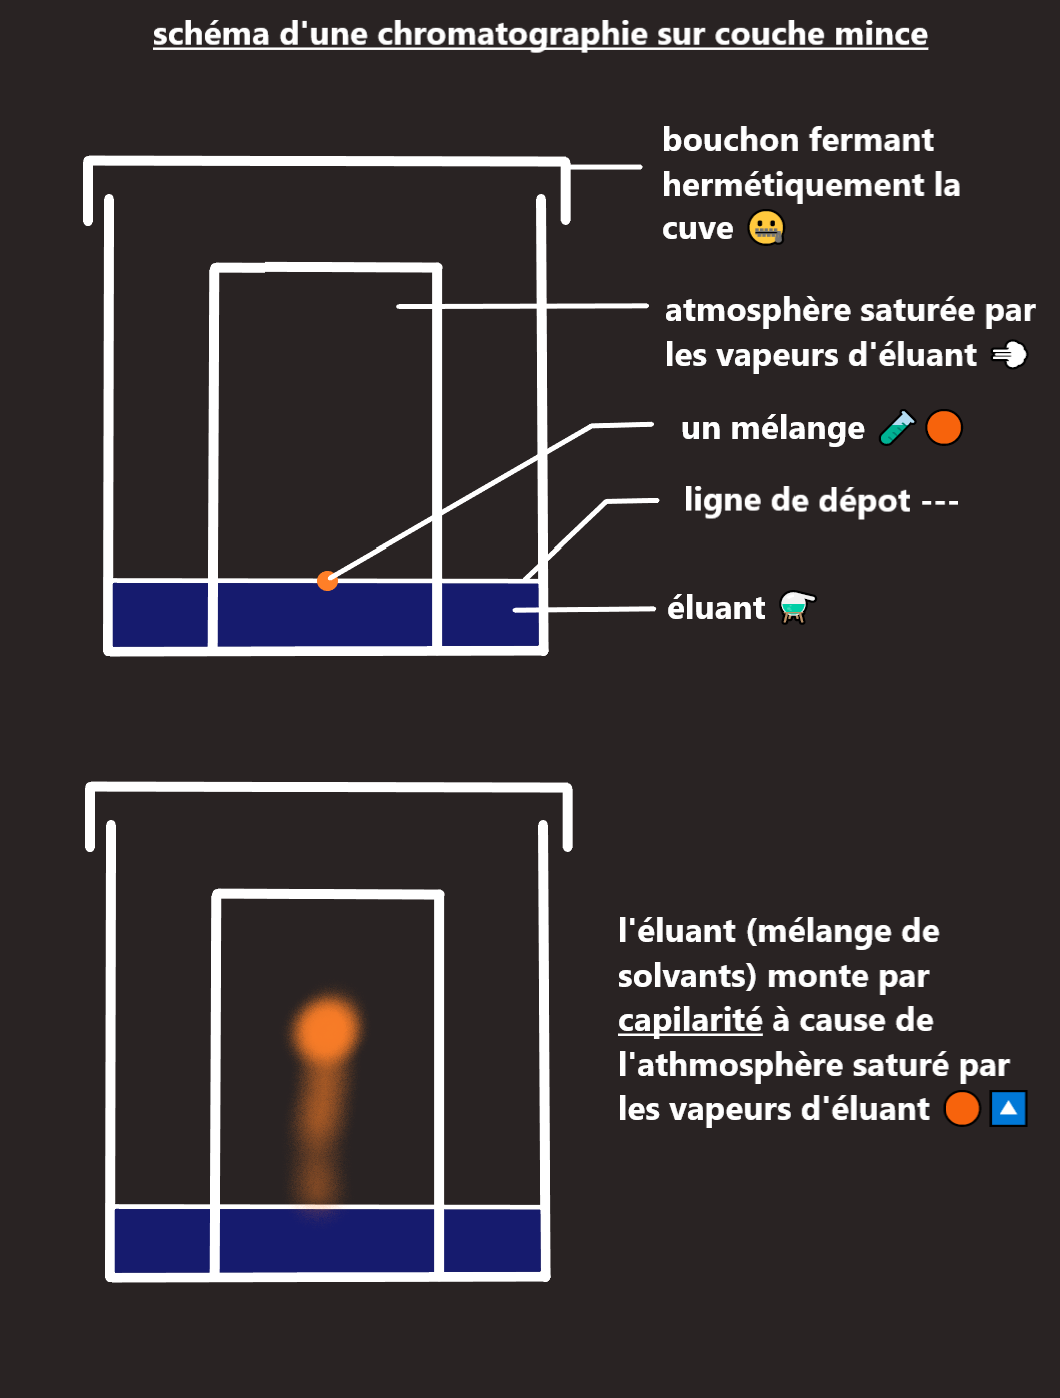 schéma d'une chromatographie sur couche mince
bouchon fermant
hermétiquement la
cuve 🤐
atmosphère saturée par
les vapeurs d'éluant 💨
un mélange 🧪 🟠
ligne de dépot ---
éluant ⚗️
l'éluant (mélange de
solvants) monte par
capilarité à cause de
l'athmosphère saturé par
les vapeurs d'éluant 🟠 🔼